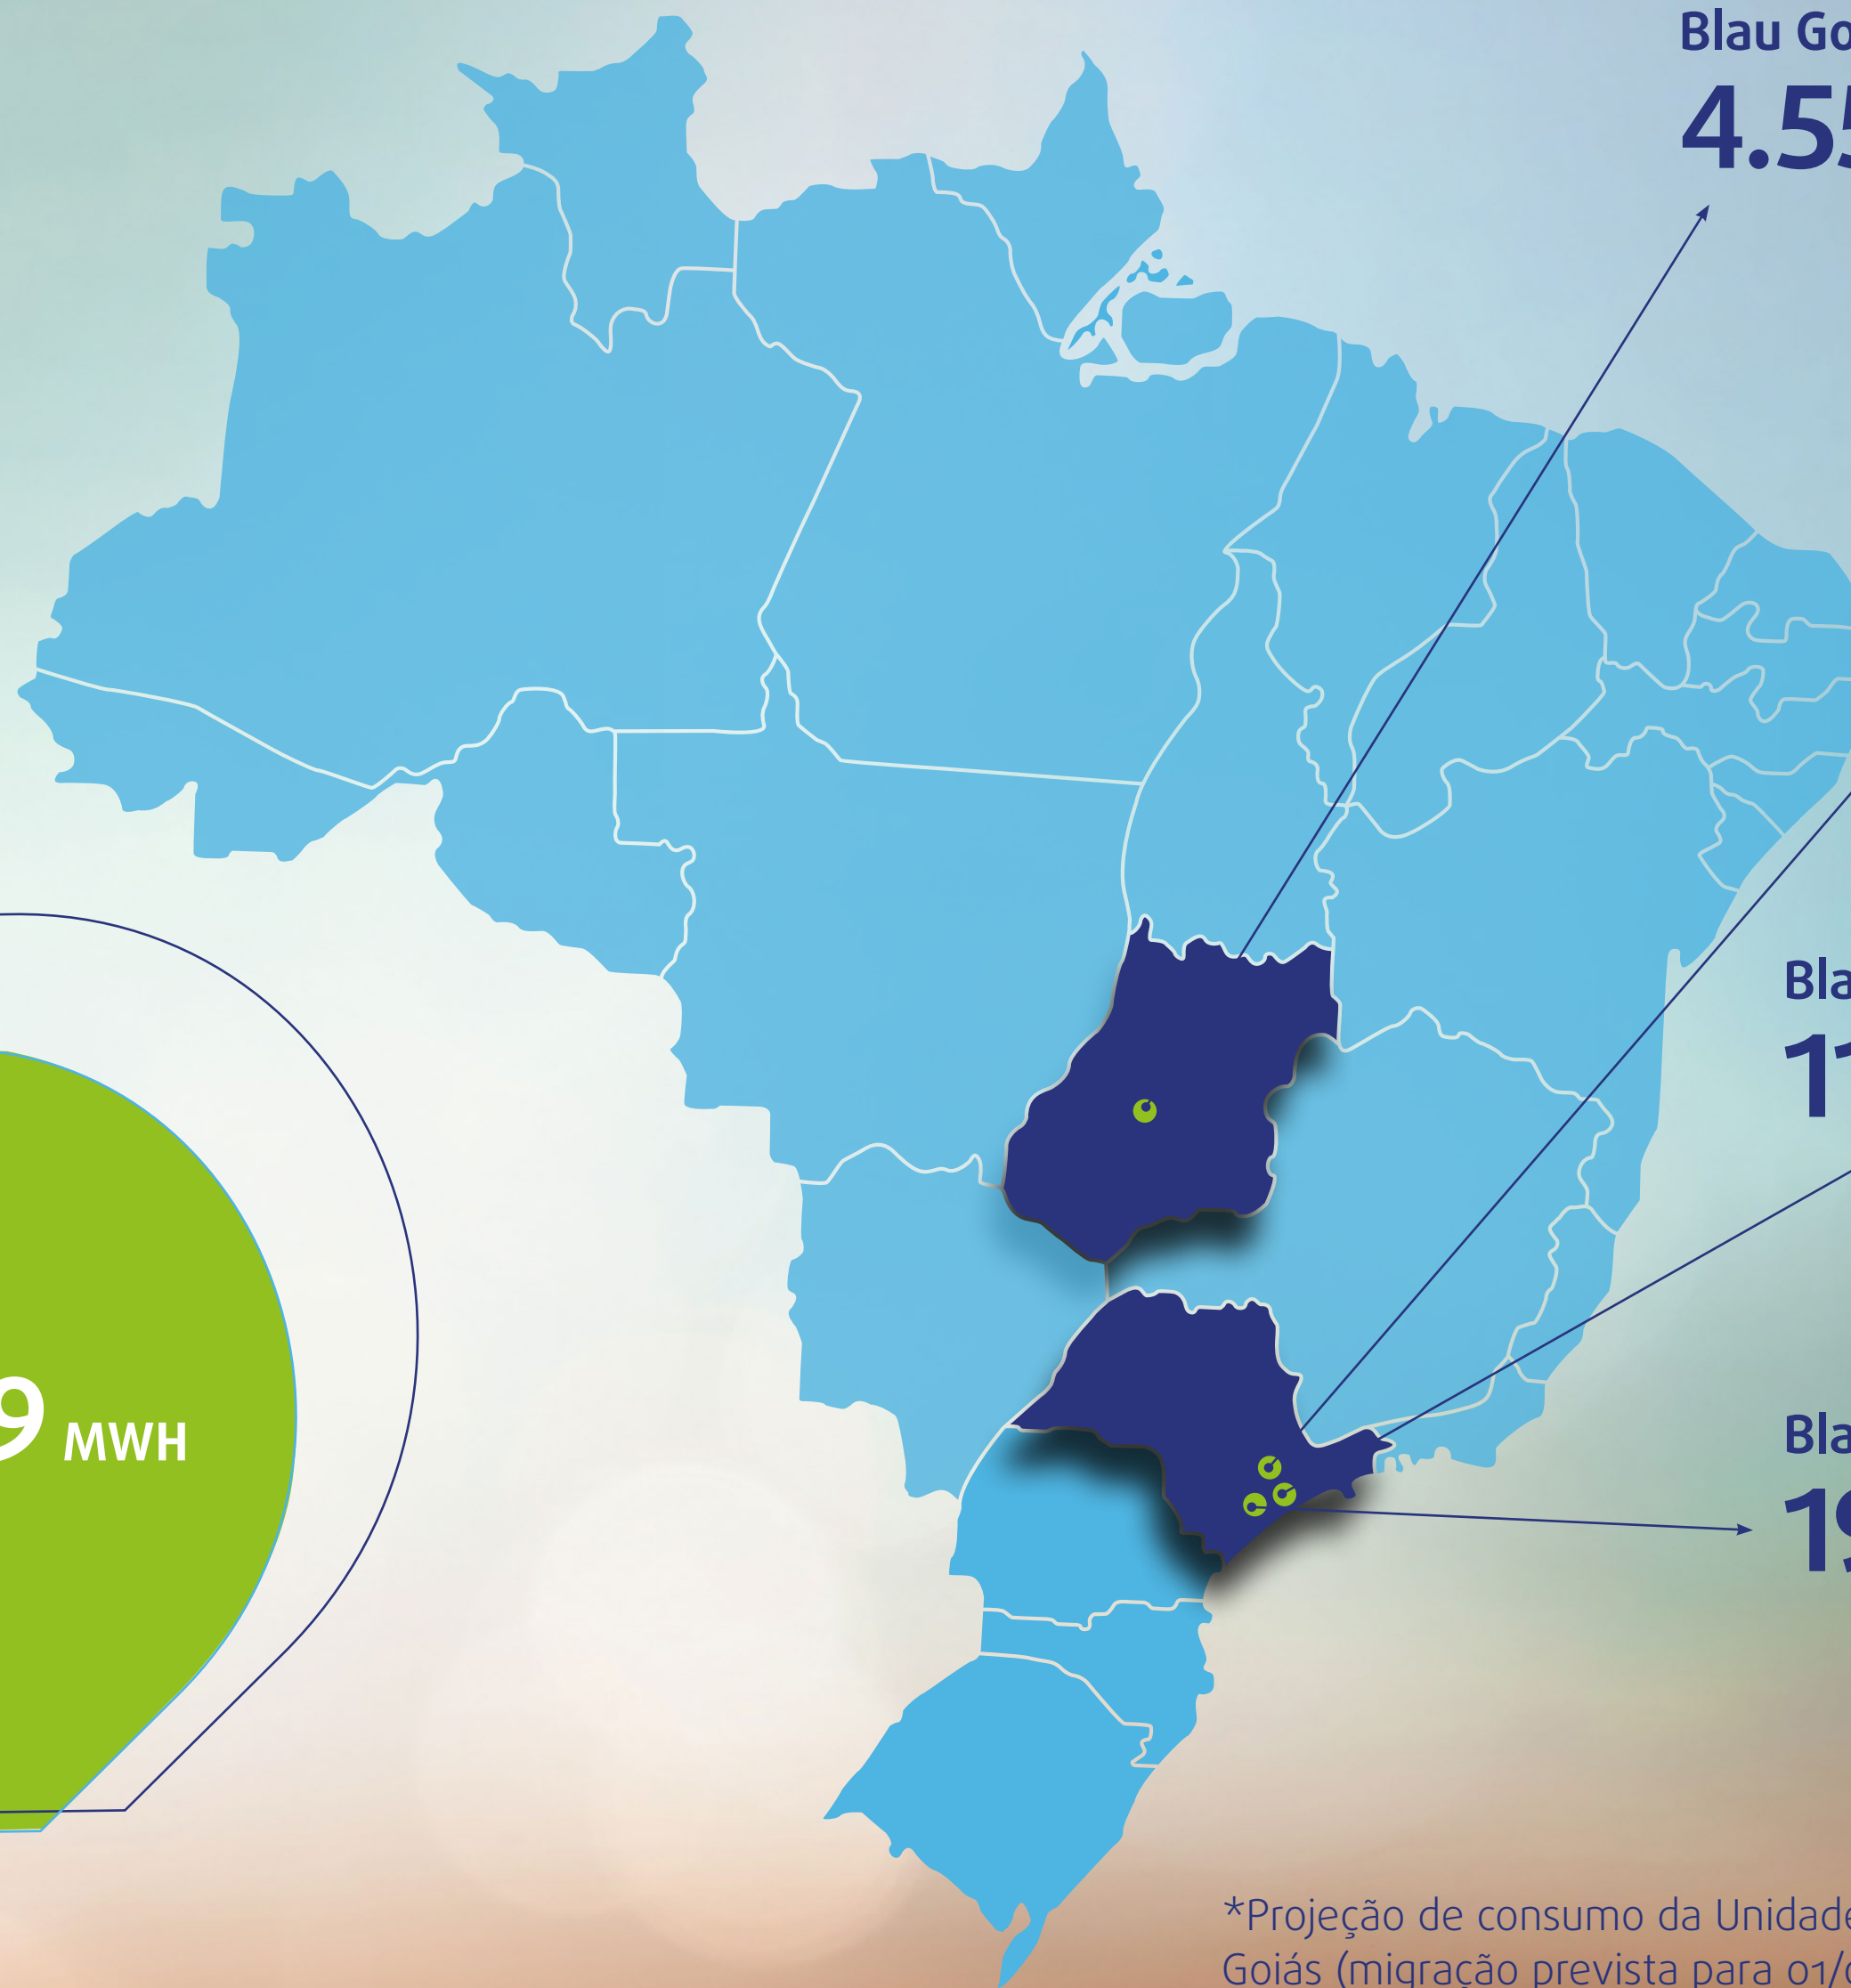 Blau Go
4.55
Bla
11
9 MWH
Bla
19
*Projeção de consumo da Unidade
Goiás (migração prevista para 01/